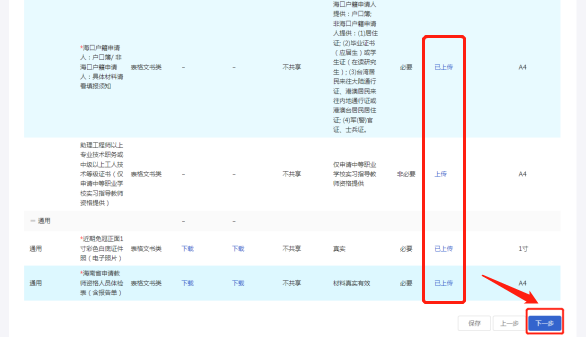 海口户籍申请人
提供：户口簿;
非海口户籍申请
人提供：(1)居住
证; (2)毕业证书
(应届生）或学
生证（在读研究
生）; (3)台湾居
民来往大陆通行
证、港澳居民来
往内地通行证或
港澳台居民居住
证; (4)军(警)官
证、士兵证。
*海口户籍申请
人：户口簿/ 非
海口户籍申请
人：具体材料请
看填报须知
表格文书类 - - 不共享 必要 已上传 A4
助理工程师以上
专业技术职务或
中级以上工人技
术等级证书（仅
申请中等职业学
校实习指导教师
资格提供）
表格文书类 - - 不共享
仅申请中等职业
学校实习指导教
师资格提供
非必要 上传 A4
− 通用 - -
通用
*近期免冠正面1
寸彩色白底证件
照（电子照片）
表格文书类 下载 下载 不共享 真实 必要 已上传 1寸
通用
*海南省申请教
师资格人员体检
表（含报告单）
表格文书类 下载 下载 不共享 材料真实有效 必要 已上传 A4
保存 上一步 下一步